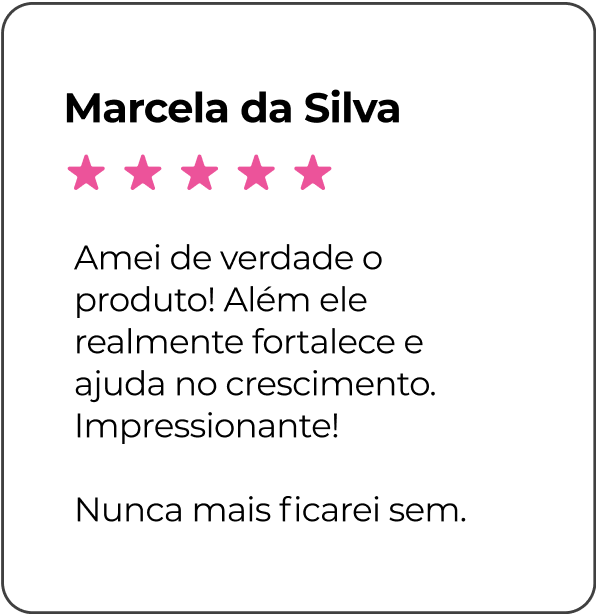 Marcela da Silva
Amei de verdade o
produto! Além ele
realmente fortalece e
ajuda no crescimento.
Impressionante!
Nunca mais ficarei sem.